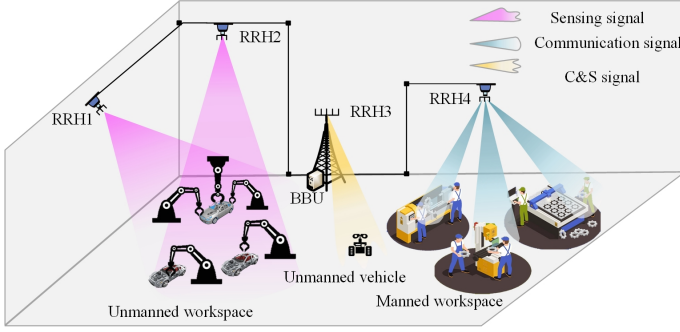 Sensing signal
RRH2
Communication signal
C&S signal
RRH4
RRH3
RRH1
BBU
Unmanned vehicle
Manned workspace
Unmanned workspace